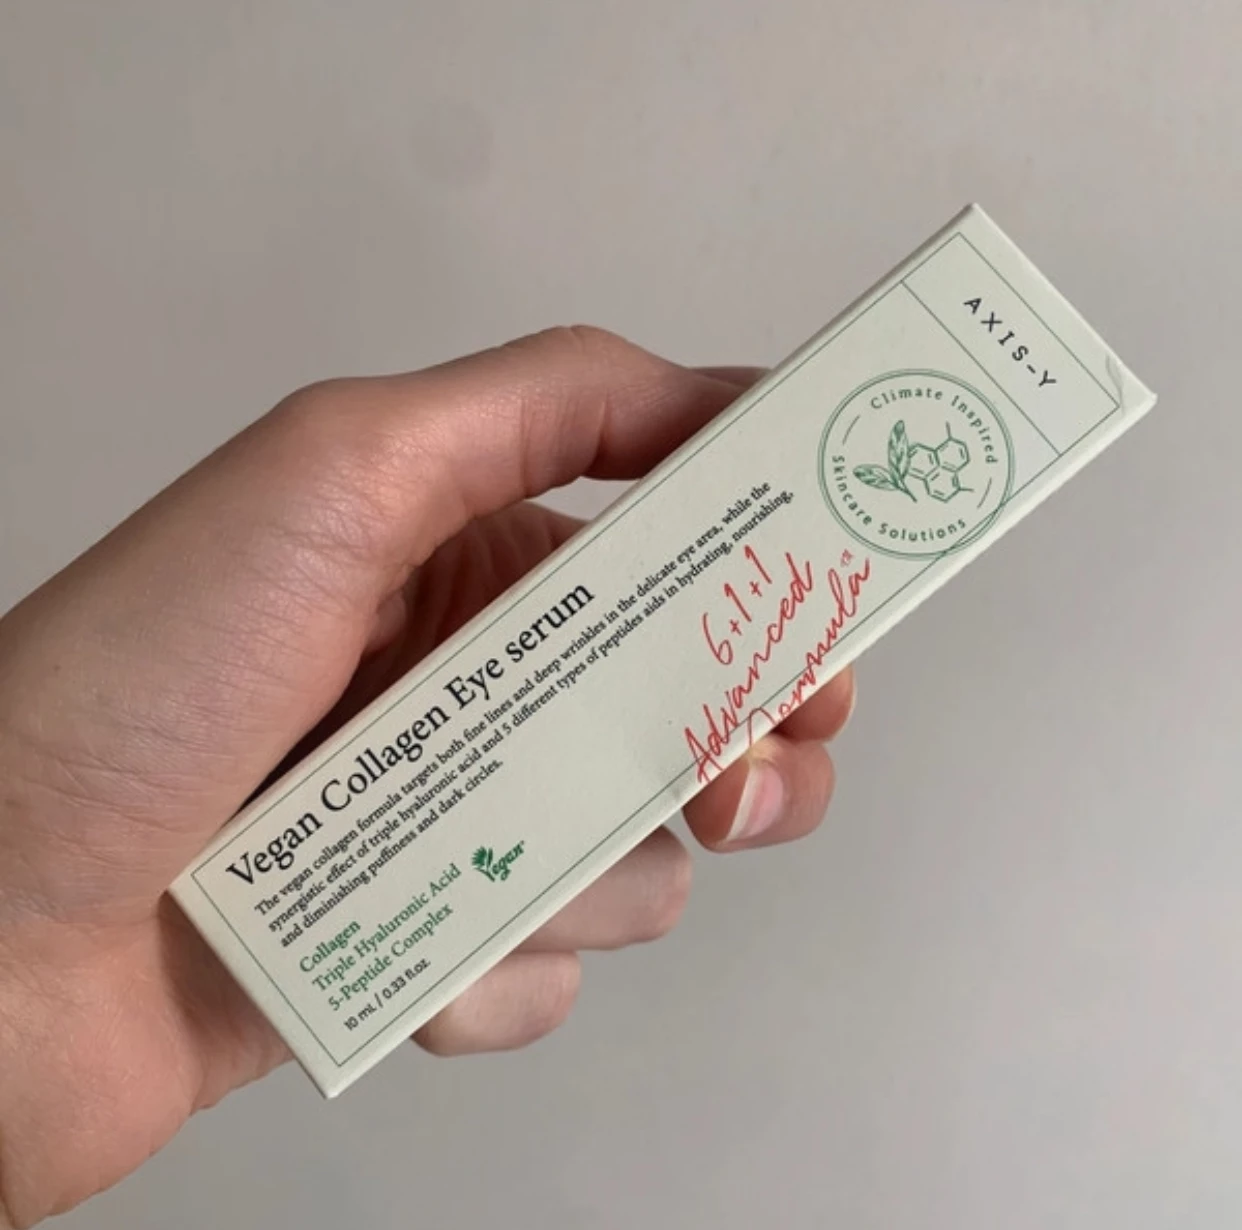 AXIS-Y
Climate Inspired
Skincare Solutions
6+1+1
Advanced
Formula™
Vegan Collagen Eye serum
The vegan collagen formula targets both fine lines and deep wrinkles in the delicate eye area, while the
synergistic effect of triple hyaluronic acid and 5 different types of peptides aids in hydrating, nourishing,
and diminishing puffiness and dark circles.
Collagen
Triple Hyaluronic Acid
5-Peptide Complex
Vegan
10 mL / 0.33 fl.oz.